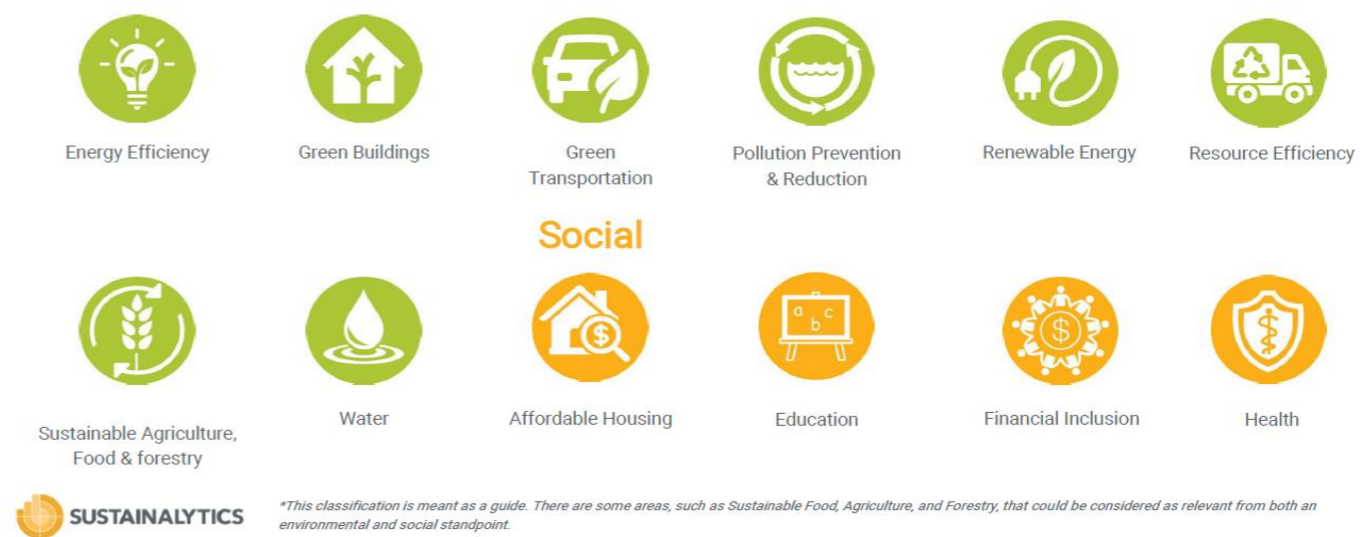 Energy Efficiency
Green Buildings
Green
Transportation
Pollution Prevention
& Reduction
Renewable Energy
Resource Efficiency
Social
Sustainable Agriculture,
Food & forestry
Water
Affordable Housing
a b c
Education
Financial Inclusion
Health
SUSTAINALYTICS
*This classification is meant as a guide. There are some areas, such as Sustainable Food, Agriculture, and Forestry, that could be considered as relevant from both an
environmental and social standpoint.